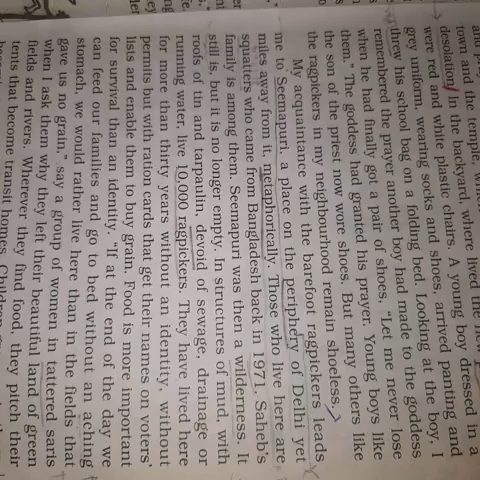 town and the temple,
desolation. In the backyard, where lived the
were red and white plastic chairs. A young boy dressed in a
grey uniform, wearing socks and shoes, arrived panting and
threw his school bag on a folding bed. Looking at the boy, I
remembered the prayer another boy had made to the goddess
when he had finally got a pair of shoes, "Let me never lose
them." The goddess had granted his prayer. Young boys like
the son of the priest now wore shoes. But many others like
the ragpickers in my neighbourhood remain shoeless.
My acquaintance with the barefoot ragpickers leads
me to Seemapuri, a place on the periphery of Delhi yet
miles away from it, metaphorically. Those who live here are
squatters who came from Bangladesh back in 1971. Saheb's
family is among them. Seemapuri was then a wilderness. It
still is, but it is no longer empty. In structures of mud, with
roofs of tin and tarpaulin, devoid of sewage, drainage or
running water, live 10,000 ragpickers. They have lived here
for more than thirty years without an identity, without
permits but with ration cards that get their names on voters'
lists and enable them to buy grain. Food is more important
for survival than an identity. "If at the end of the day we
can feed our families and go to bed without an aching
stomach, we would rather live here than in the fields that
gave us no grain," say a group of women in tattered saris
when I ask them why they left their beautiful land of green
fields and rivers. Wherever they find food, they pitch their
tents that become transit homes. Children